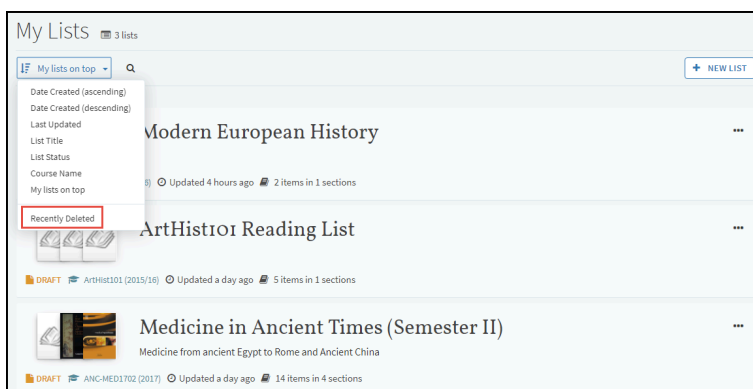 My Lists 3 lists
My lists on top
+ NEW LIST
Date Created (ascending)
Date Created (descending)
Last Updated
List Title
List Status
Course Name
My lists on top
Recently Deleted
Modern European History
Updated 4 hours ago 2 items in 1 sections
ArtHist101 Reading List
DRAFT ArtHist101 (2015/16) Updated a day ago 5 items in 1 sections
Medicine in Ancient Times (Semester II)
Medicine from ancient Egypt to Rome and Ancient China
DRAFT ANC-MED1702 (2017) Updated a day ago 14 items in 4 sections